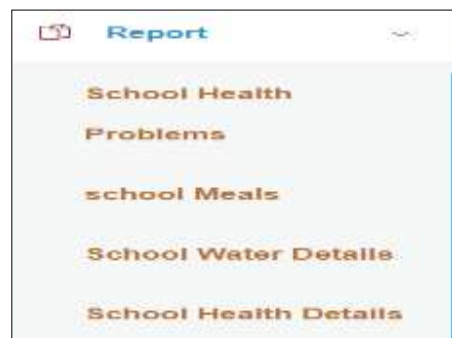 Report
School Health
Problems
school Meals
School Water Details
School Health Details